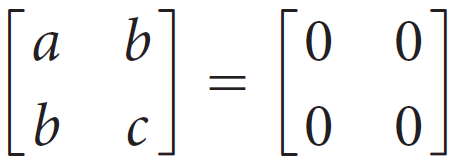 [a b] = [0 0]
[b c] [0 0]